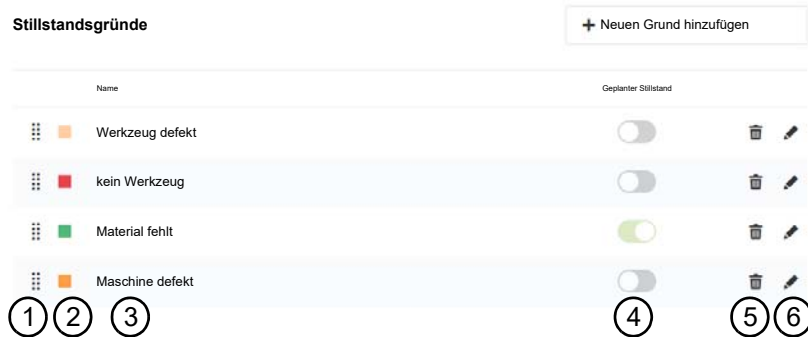 Stillstandsgründe
+ Neuen Grund hinzufügen
Name Geplanter Stillstand
Werkzeug defekt
kein Werkzeug
Material fehlt
Maschine defekt
1 2 3 4 5 6